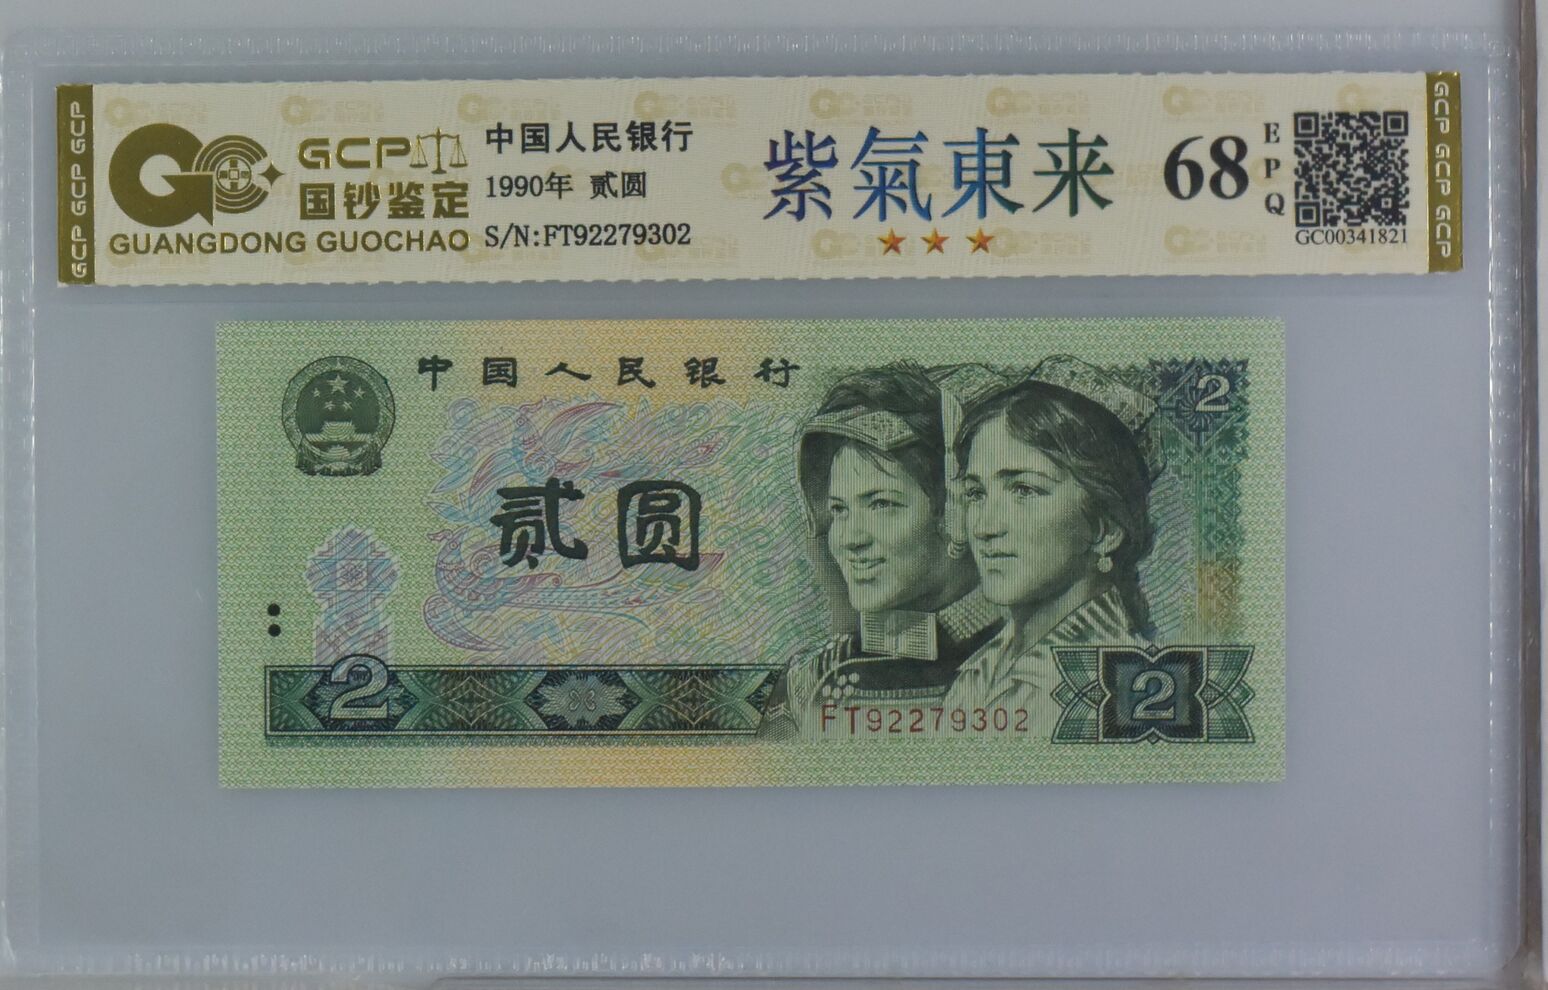 GCP GCP GCP
GCP
国钞鉴定
GUANGDONG GUOCHAO
中国人民银行
1990年 贰圆
S/N:FT92279302
紫氣東来
68
EPQ
GC00341821
GCP GCP GCP
中国人民银行
2
贰圆
2
FT92279302
2